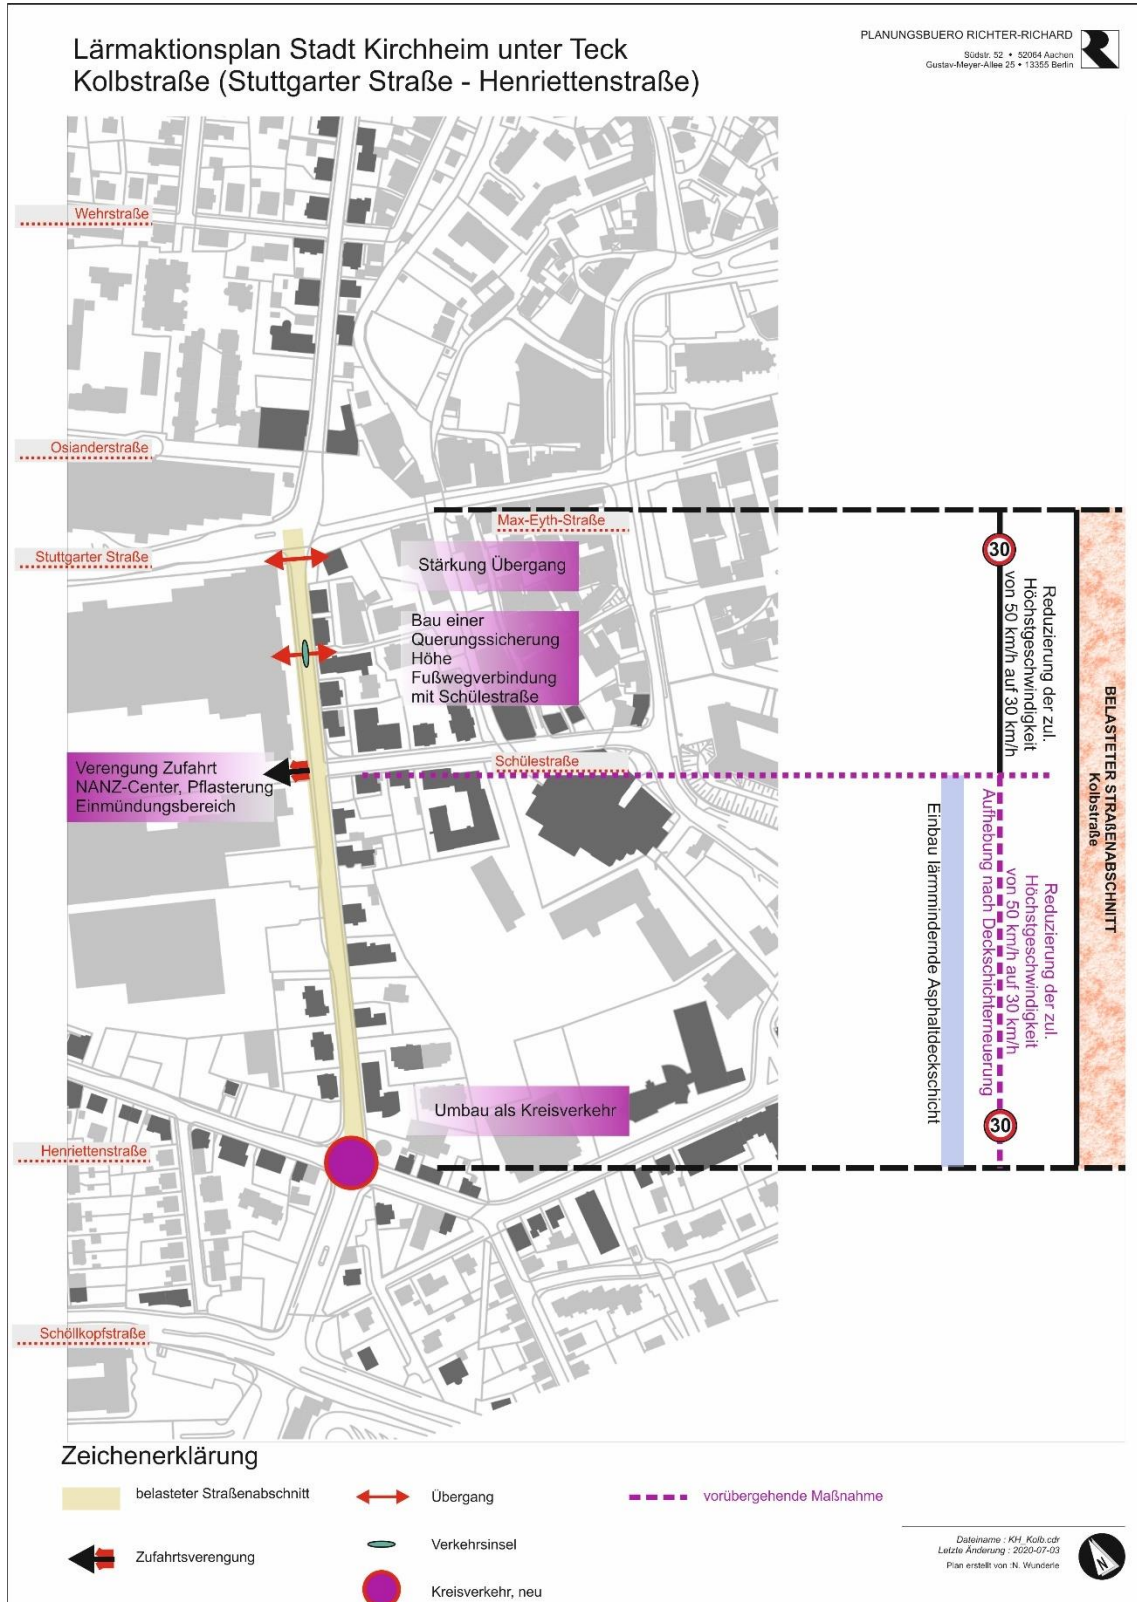 Lärmaktionsplan Stadt Kirchheim unter Teck
Kolbstraße (Stuttgarter Straße - Henriettenstraße)
PLANUNGSBUERO RICHTER-RICHARD
Südstr. 52 • 52064 Aachen
Gustav-Meyer-Allee 25 • 13355 Berlin
Wehrstraße
Osianderstraße
Max-Eyth-Straße
Stuttgarter Straße
Stärkung Übergang
Bau einer
Querungssicherung
Höhe
Fußwegverbindung
mit Schülestraße
Schülestraße
Verengung Zufahrt
NANZ-Center, Pflasterung
Einmündungsbereich
Umbau als Kreisverkehr
Henriettenstraße
Schöllkopfstraße
30
Reduzierung der zul.
Höchstgeschwindigkeit
von 50 km/h auf 30 km/h
BELASTETER STRAßENABSCHNITT
Kolbstraße
Reduzierung der zul.
Höchstgeschwindigkeit
von 50 km/h auf 30 km/h
Aufhebung nach Deckschichterneuerung
Einbau lärmmindernde Asphaltdeckschicht
30
Zeichenerklärung
belasteter Straßenabschnitt
Übergang
vorübergehende Maßnahme
Zufahrtsverengung
Verkehrsinsel
Kreisverkehr, neu
Dateiname : KH_Kolb.cdr
Letzte Änderung : 2020-07-03
Plan erstellt von :N. Wunderle
N